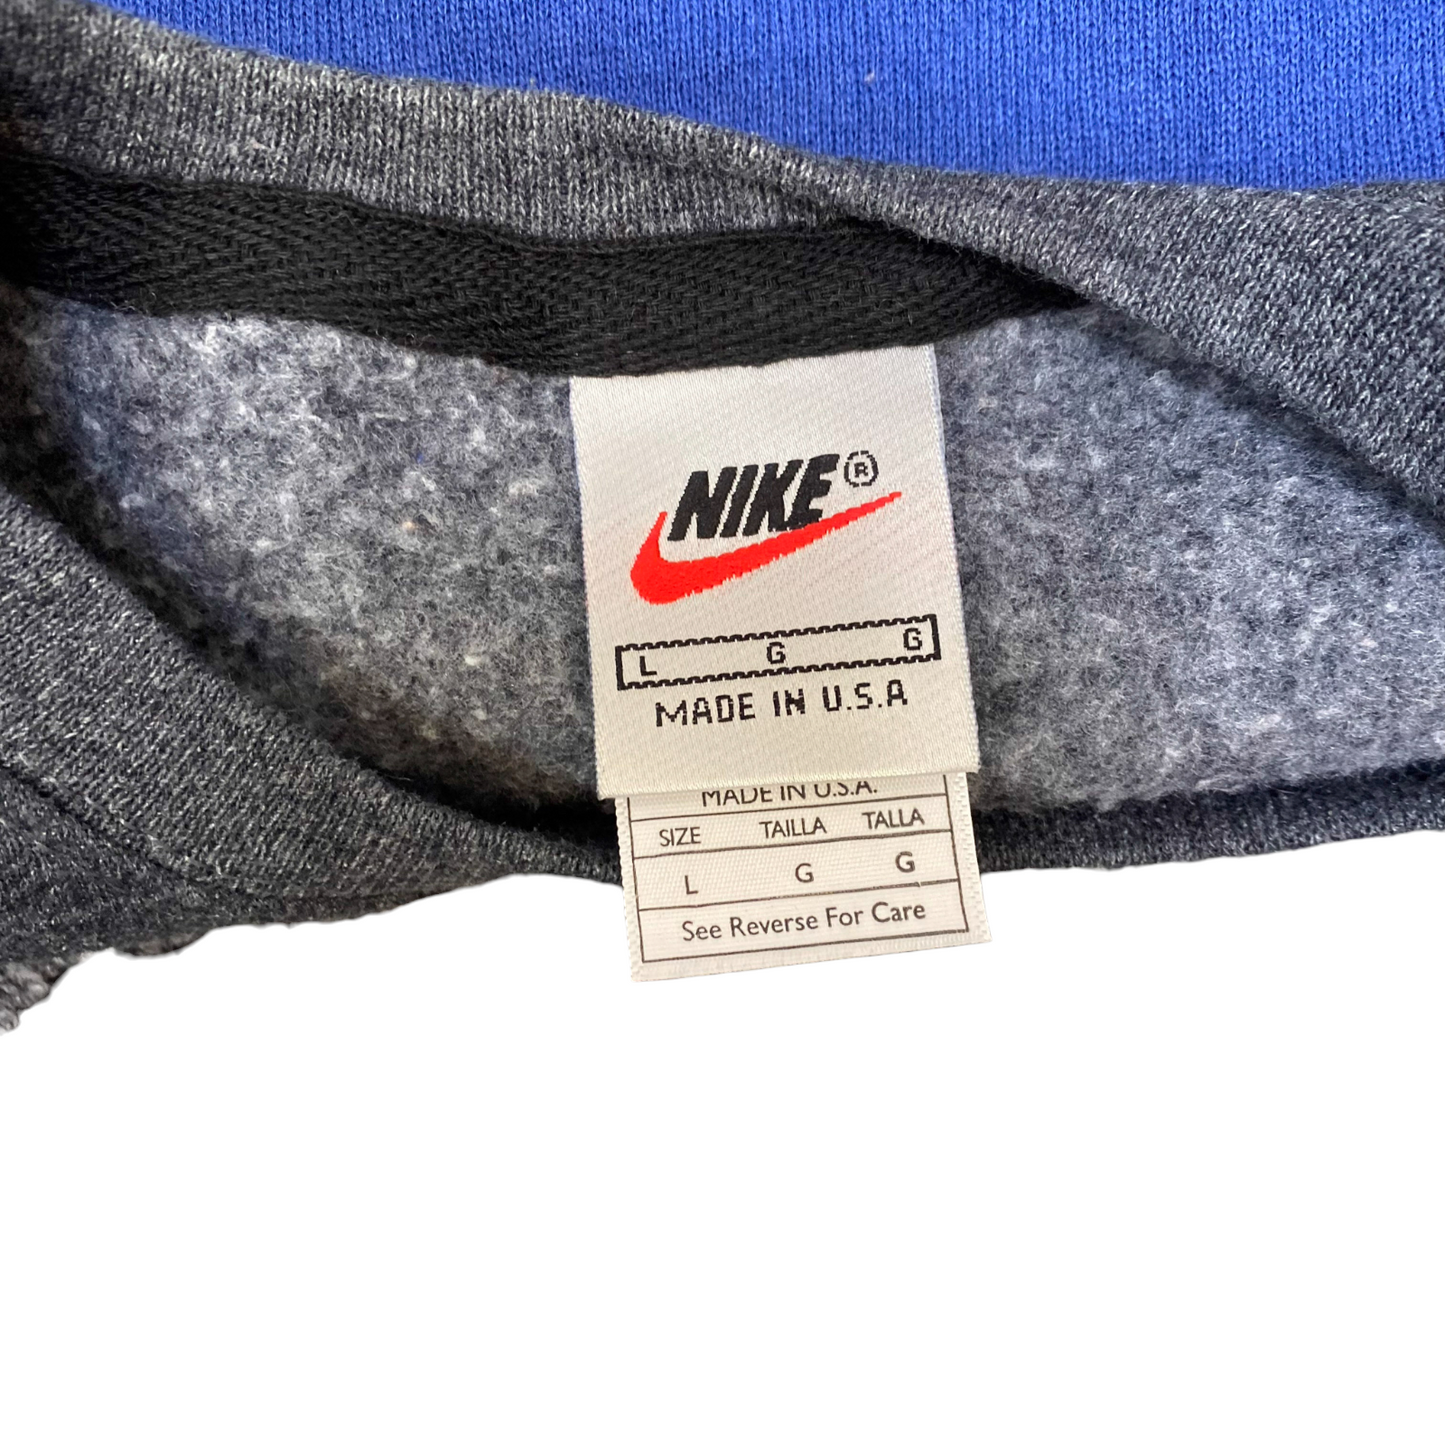 NIKE®
L G G
MADE IN U.S.A
MADE IN U.S.A.
SIZE TAILLA TALLA
L G G
See Reverse For Care